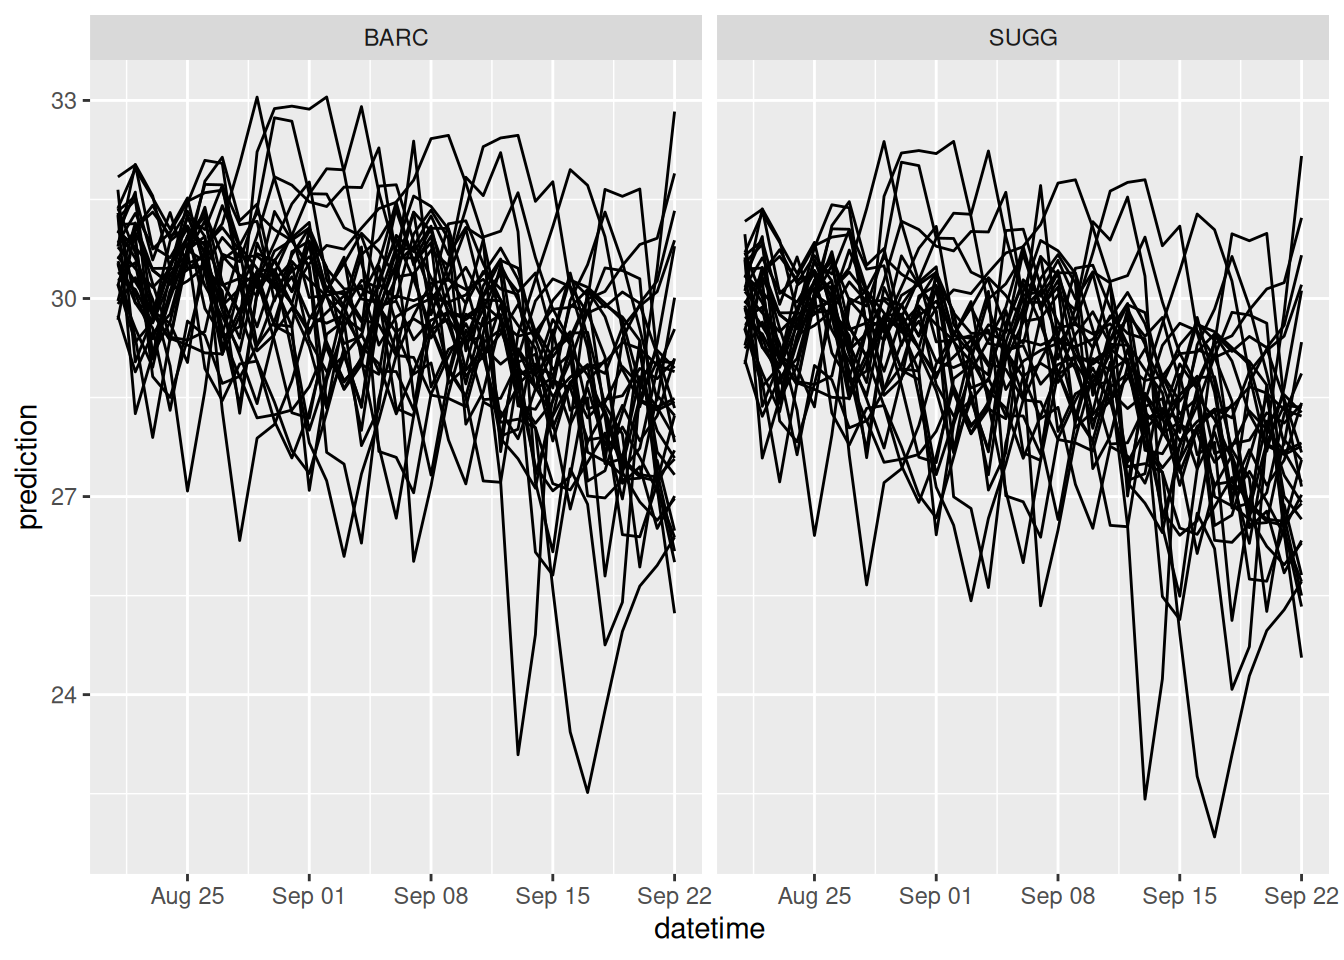 BARC
SUGG
33
30
27
24
prediction
Aug 25
Sep 01
Sep 08
Sep 15
Sep 22
Aug 25
Sep 01
Sep 08
Sep 15
Sep 22
datetime